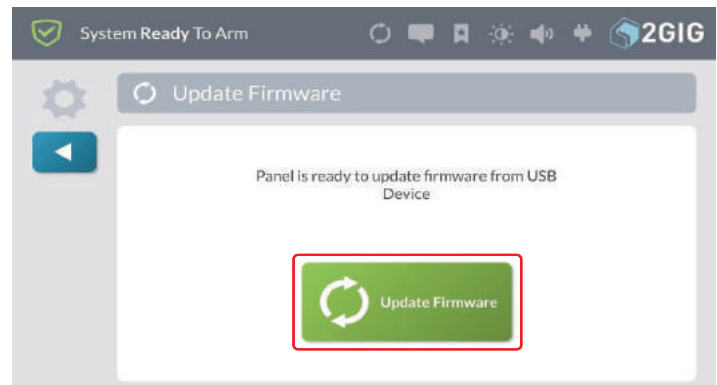 System Ready To Arm
2GIG
Update Firmware
Panel is ready to update firmware from USB
Device
Update Firmware